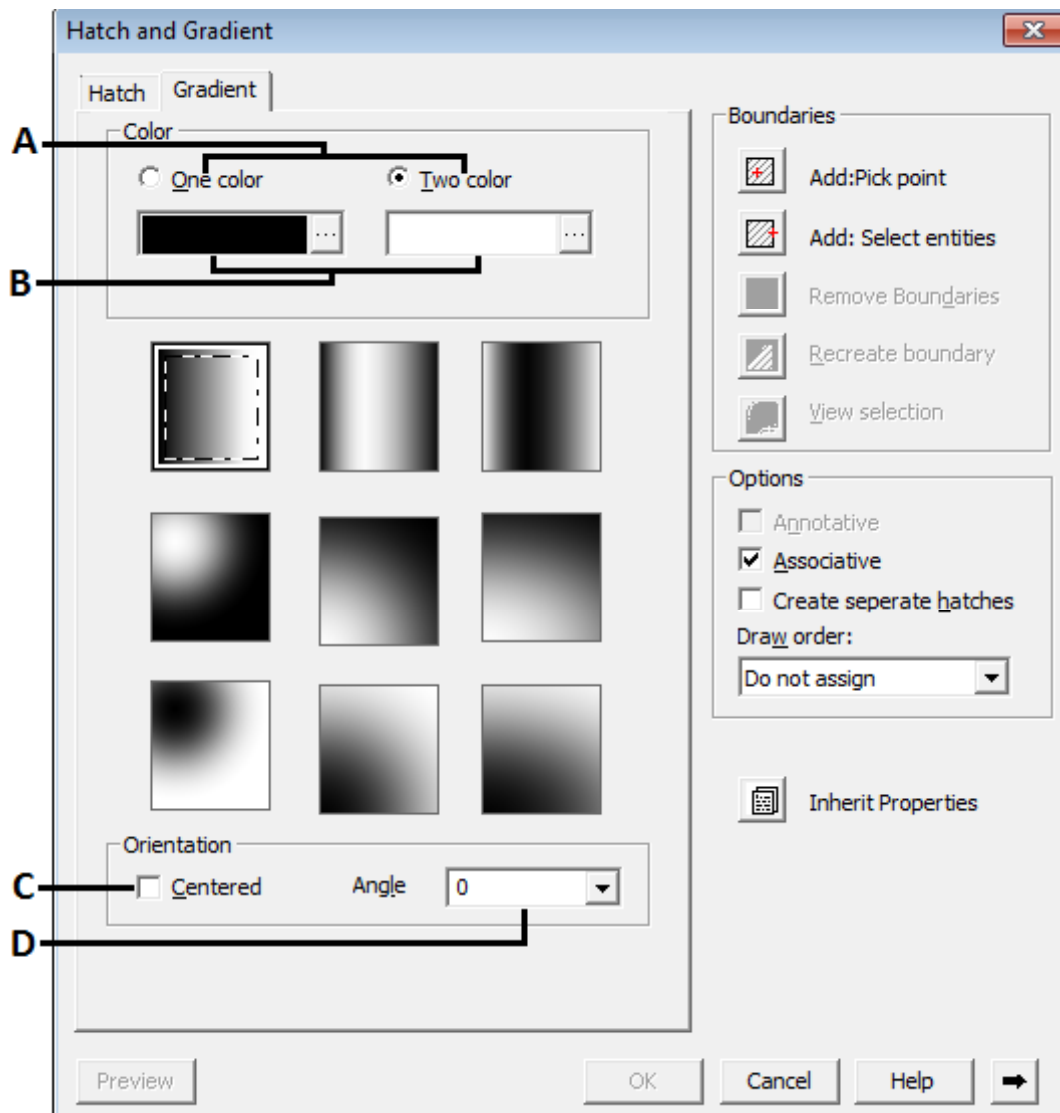 Hatch and Gradient
Hatch
Gradient
A
Color
One color
Two color
...
...
B
Orientation
C
Centered
Angle
0
D
Boundaries
Add:Pick point
Add: Select entities
Remove Boundaries
Recreate boundary
View selection
Options
Annotative
Associative
Create seperate hatches
Draw order:
Do not assign
Inherit Properties
Preview
OK
Cancel
Help